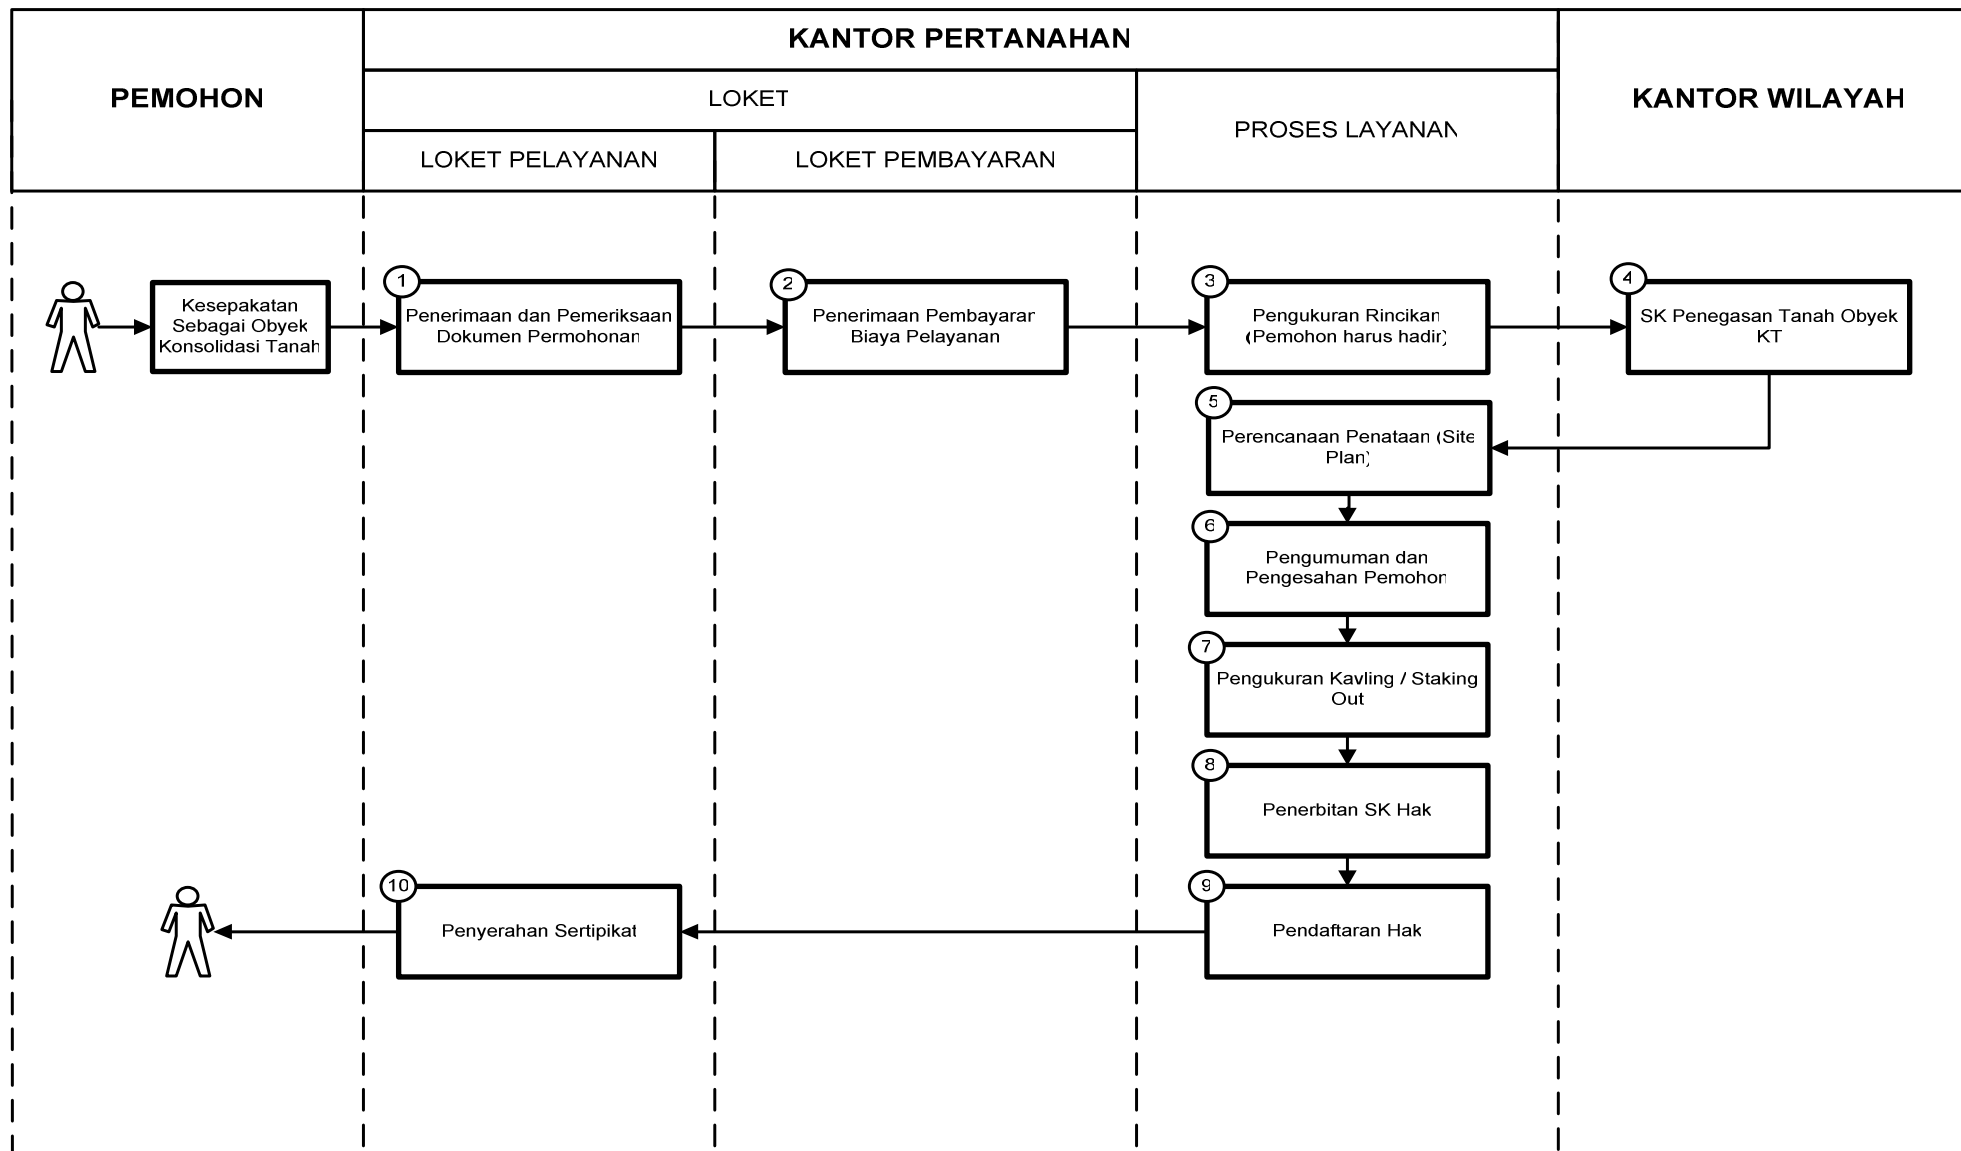 KANTOR PERTANAHAN
PEMOHON
LOKET
KANTOR WILAYAH
PROSES LAYANAN
LOKET PELAYANAN
LOKET PEMBAYARAN
Kesepakatan
Sebagai Obyek
Konsolidasi Tanah
1
Penerimaan dan Pemeriksaan
Dokumen Permohonan
2
Penerimaan Pembayaran
Biaya Pelayanan
3
Pengukuran Rincikan
(Pemohon harus hadir)
4
SK Penegasan Tanah Obyek
KT
5
Perencanaan Penataan (Site
Plan)
6
Pengumuman dan
Pengesahan Pemohon
7
Pengukuran Kavling / Staking
Out
8
Penerbitan SK Hak
9
Pendaftaran Hak
10
Penyerahan Sertipikat